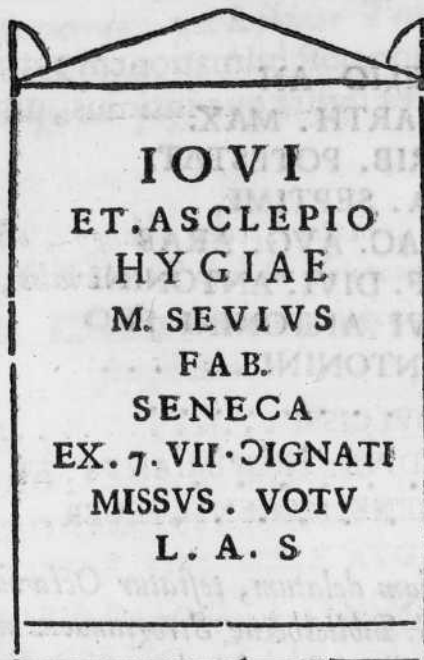 IOVI
ET. ASCLEPIO
HYGIAE
M. SEVIVS
FAB.
SENECA
EX. 7 VII · ƆIGNATI
MISSVS. VOTV
L. A. S